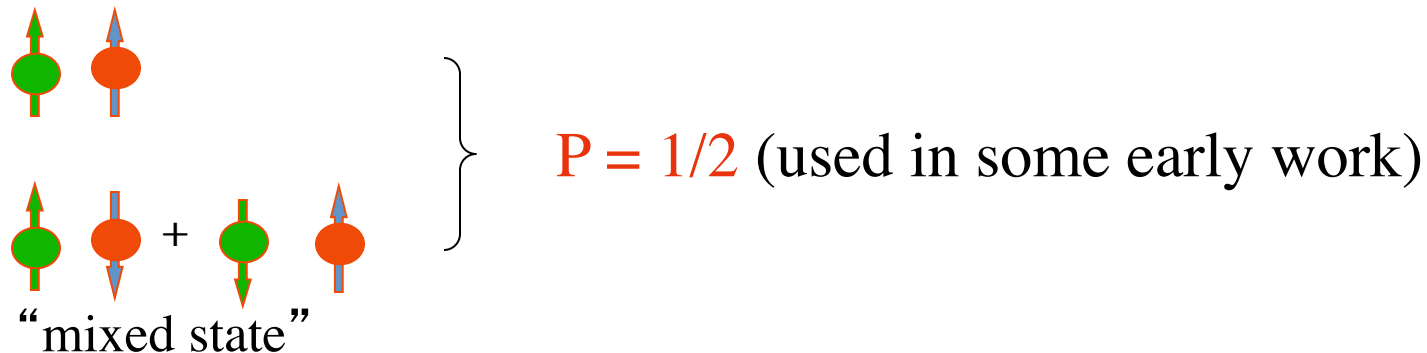 P = 1/2 (used in some early work)
+
“mixed state”